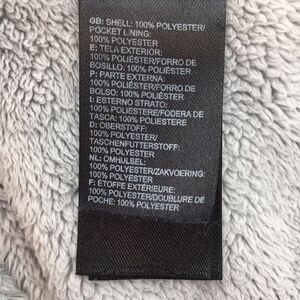 GB: SHELL: 100% POLYESTER/
POCKET LINING:
100% POLYESTER
E: TELA EXTERIOR:
100% POLIÉSTER/FORRO DE
BOSILLO: 100% POLIÉSTER
P: PARTE EXTERNA:
100% POLIÉSTER/FORRO DE
BOLSO: 100% POLIÉSTER
I: ESTERNO STRATO:
100% POLIESTERE/FODERA DE
TASCA: 100% POLIESTERE
D: OBERSTOFF:
100% POLYESTER/
TASCHENFUTTERSTOFF:
100% POLYESTER
NL: OMHULSEL:
100% POLYESTER/ZAKVOERING:
100% POLYESTER
F: ÉTOFFE EXTÉRIEURE:
100% POLYESTER/DOUBLURE DE
POCHE: 100% POLYESTER